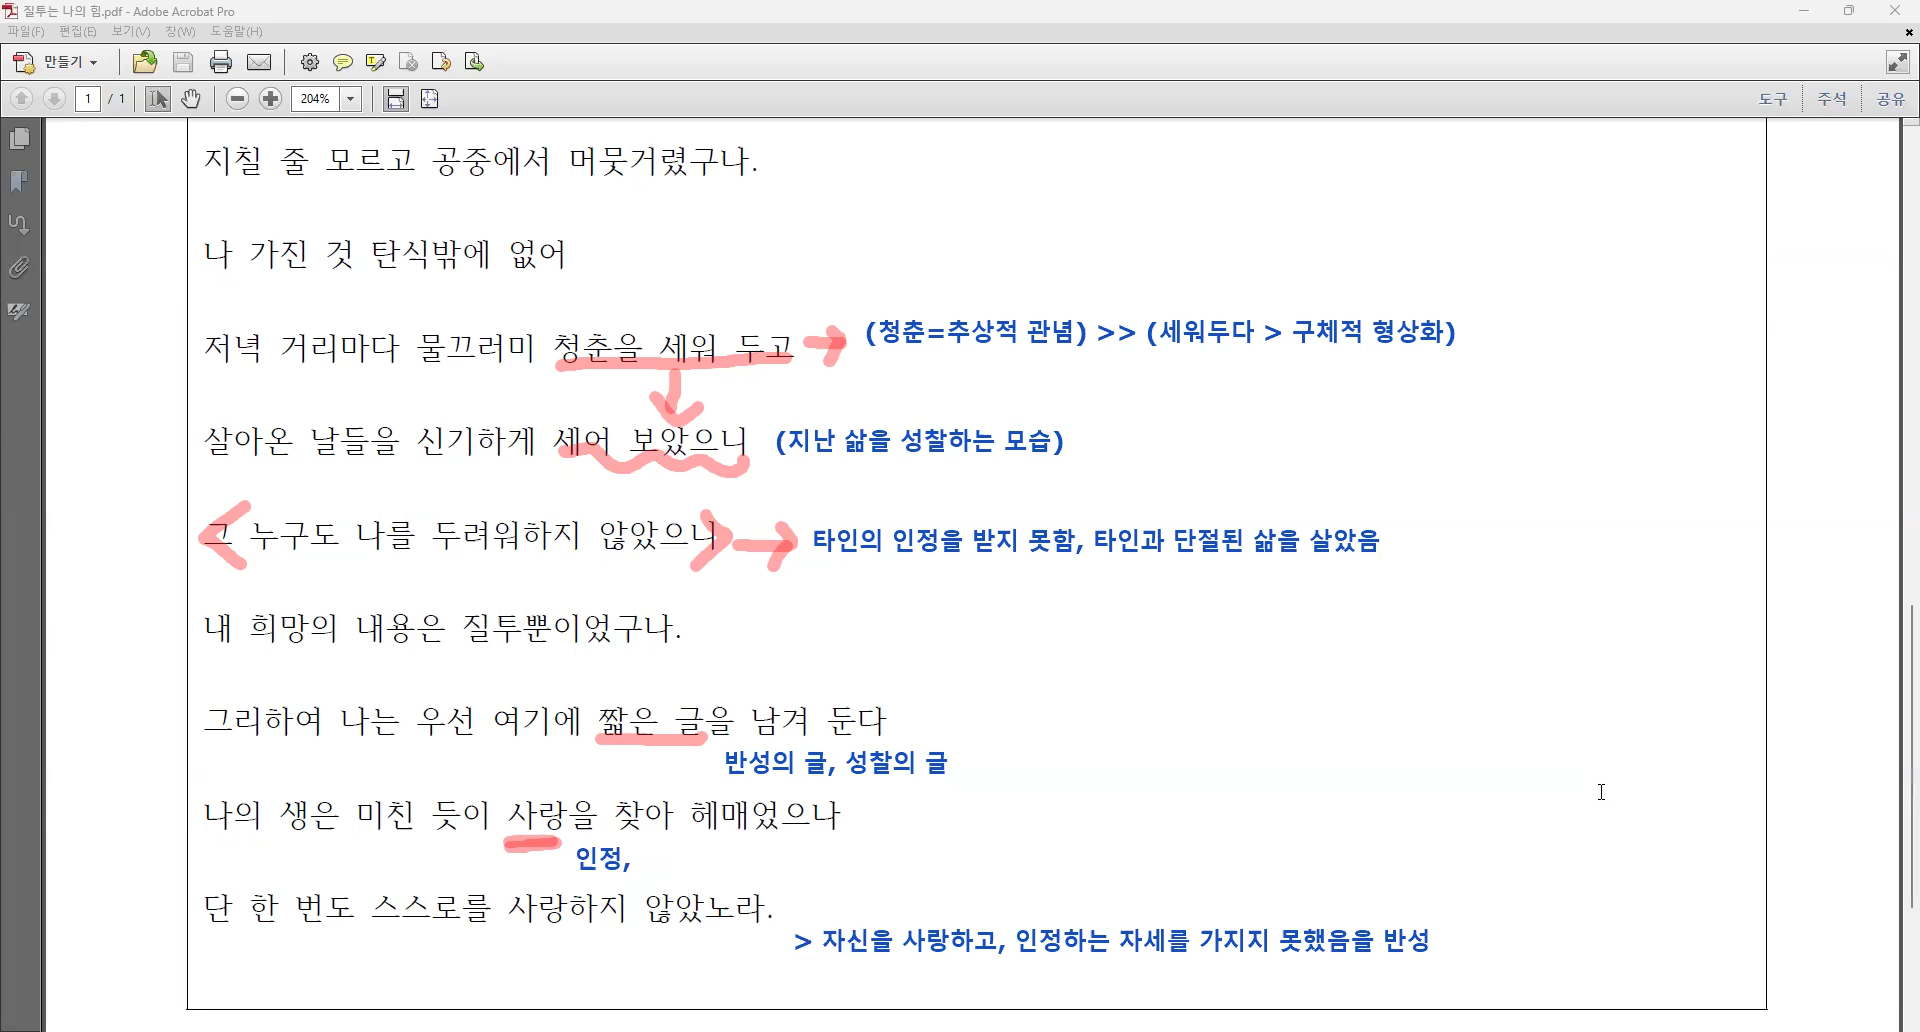 질투는 나의 힘.pdf - Adobe Acrobat Pro
파일(F) 편집(E) 보기(V) 창(W) 도움말(H)
만들기
1 / 1 204% 도구 주석 공유
지칠 줄 모르고 공중에서 머뭇거렸구나.
나 가진 것 탄식밖에 없어
저녁 거리마다 물끄러미 청춘을 세워 두고 (청춘=추상적 관념) >> (세워두다 > 구체적 형상화)
살아온 날들을 신기하게 세어 보았으니 (지난 삶을 성찰하는 모습)
그 누구도 나를 두려워하지 않았으니 타인의 인정을 받지 못함, 타인과 단절된 삶을 살았음
내 희망의 내용은 질투뿐이었구나.
그리하여 나는 우선 여기에 짧은 글을 남겨 둔다
반성의 글, 성찰의 글
나의 생은 미친 듯이 사랑을 찾아 헤매었으나
인정,
단 한 번도 스스로를 사랑하지 않았노라.
> 자신을 사랑하고, 인정하는 자세를 가지지 못했음을 반성